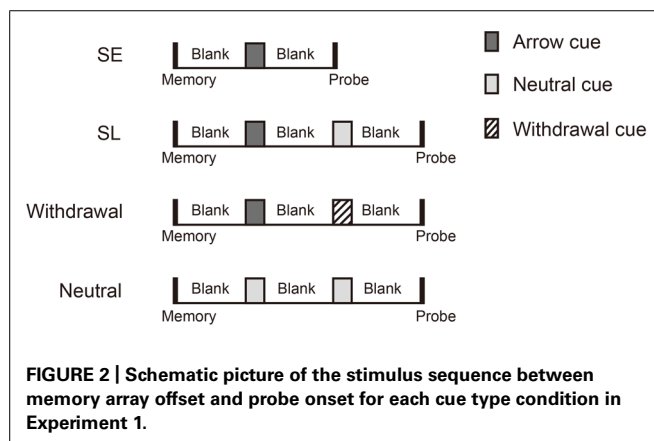 SE
Blank Blank
Memory Probe
Arrow cue
Neutral cue
Withdrawal cue
SL
Blank Blank Blank
Memory Probe
Withdrawal
Blank Blank Blank
Memory Probe
Neutral
Blank Blank Blank
Memory Probe
FIGURE 2 | Schematic picture of the stimulus sequence between
memory array offset and probe onset for each cue type condition in
Experiment 1.